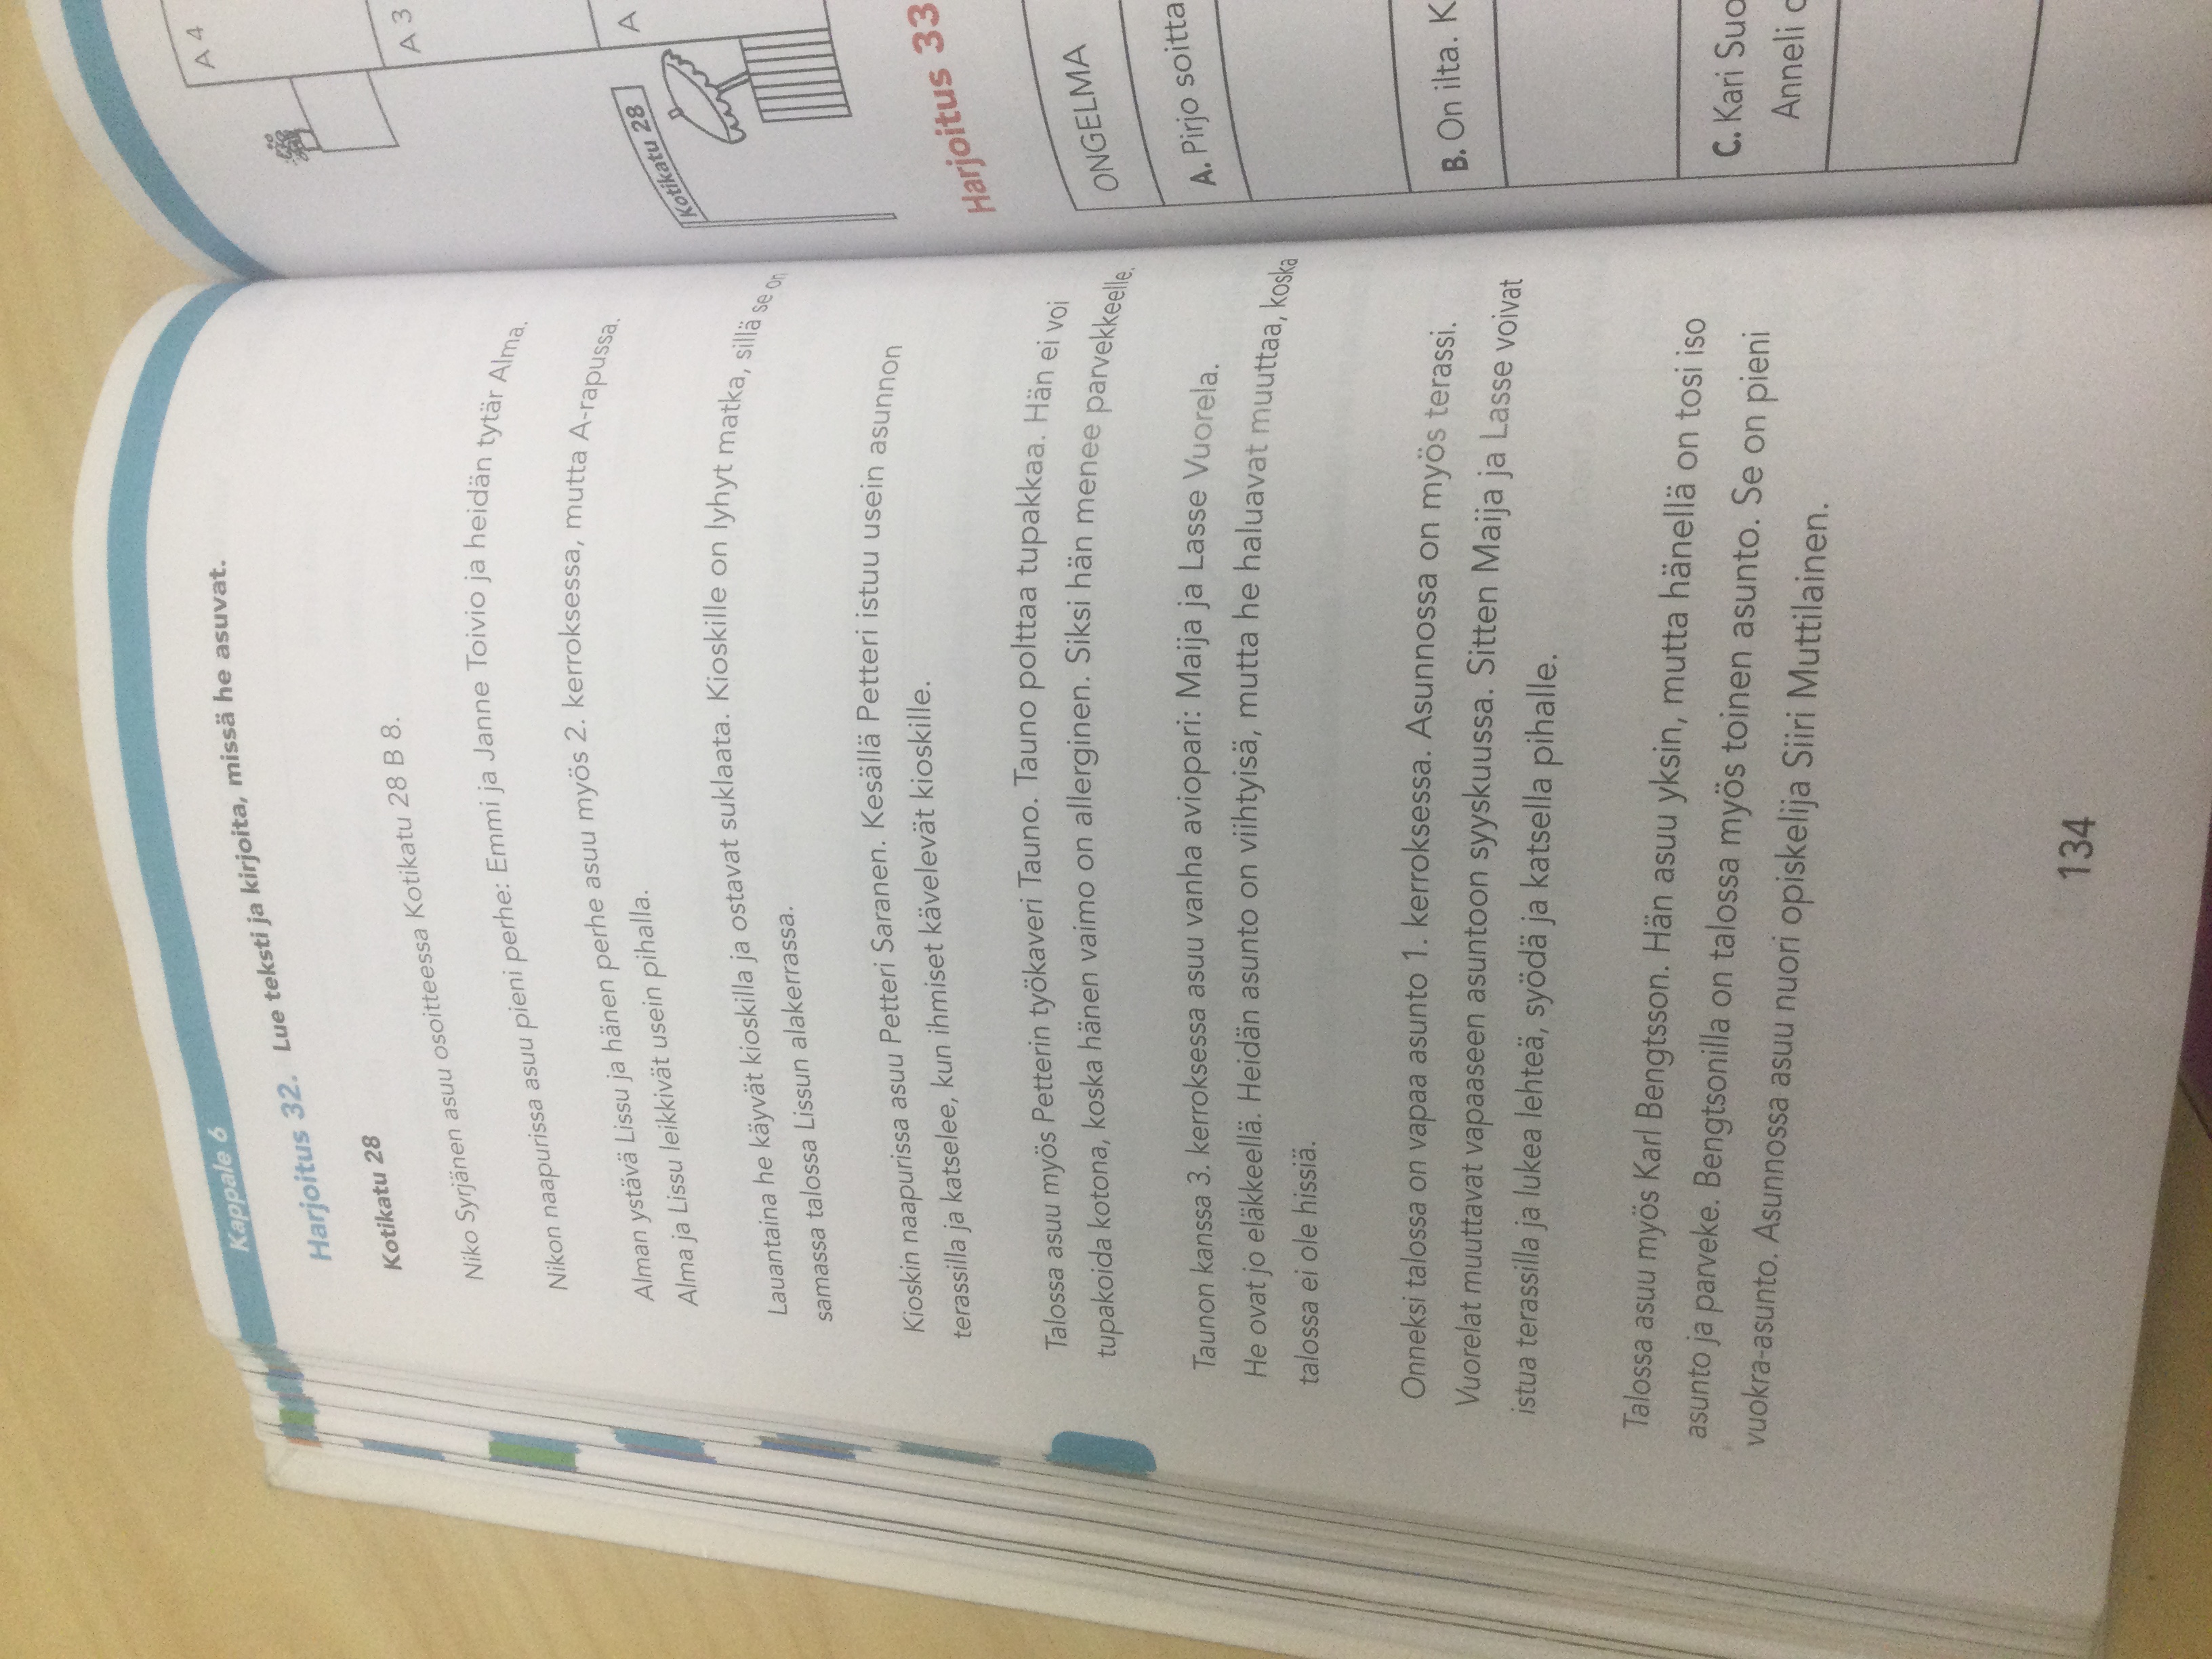 Kappale 6
Harjoitus 32. Lue teksti ja kirjoita, missä he asuvat.
Kotikatu 28
Niko Syrjänen asuu osoitteessa Kotikatu 28 B 8.
Nikon naapurissa asuu pieni perhe: Emmi ja Janne Toivio ja heidän tytär Alma.
Alman ystävä Lissu ja hänen perhe asuu myös 2. kerroksessa, mutta A-rapussa.
Alma ja Lissu leikkivät usein pihalla.
Lauantaina he käyvät kioskilla ja ostavat suklaata. Kioskille on lyhyt matka, sillä se on
samassa talossa Lissun alakerrassa.
Kioskin naapurissa asuu Petteri Saranen. Kesällä Petteri istuu usein asunnon
terassilla ja katselee, kun ihmiset kävelevät kioskille.
Talossa asuu myös Petterin työkaveri Tauno. Tauno polttaa tupakkaa. Hän ei voi
tupakoida kotona, koska hänen vaimo on allerginen. Siksi hän menee parvekkeelle.
Taunon kanssa 3. kerroksessa asuu vanha aviopari: Maija ja Lasse Vuorela.
He ovat jo eläkkeellä. Heidän asunto on viihtyisä, mutta he haluavat muuttaa, koska
talossa ei ole hissiä.
Onneksi talossa on vapaa asunto 1. kerroksessa. Asunnossa on myös terassi.
Vuorelat muuttavat vapaaseen asuntoon syyskuussa. Sitten Maija ja Lasse voivat
istua terassilla ja lukea lehteä, syödä ja katsella pihalle.
Talossa asuu myös Karl Bengtsson. Hän asuu yksin, mutta hänellä on tosi iso
asunto ja parveke. Bengtsonilla on talossa myös toinen asunto. Se on pieni
vuokra-asunto. Asunnossa asuu nuori opiskelija Siiri Muttilainen.
134
A 4
A 3
A
Kotikatu 28
Harjoitus 33
ONGELMA
A. Pirjo soitta
B. On ilta. K
C. Kari Suo
Anneli